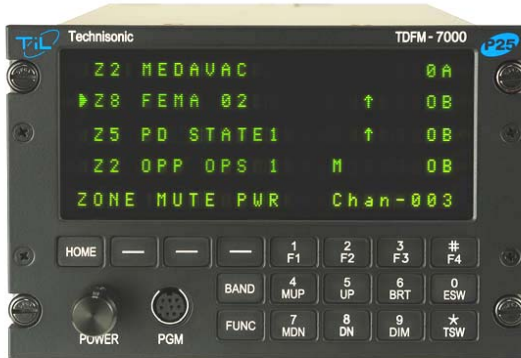 TiL Technisonic TDFM-7000 P25
Z2 MEDAVAC 0A
Z8 FEMA 02 ↑ 0B
Z5 PD STATE1 ↑ 0B
Z2 OPP OPS 1 M 0B
ZONE MUTE PWR Chan-003
HOME 1 2 3 #
F1 F2 F3 F4
BAND 4 5 6 0
MUP UP BRT ESW
FUNC 7 8 9 *
MDN DN DIM TSW
POWER PGM